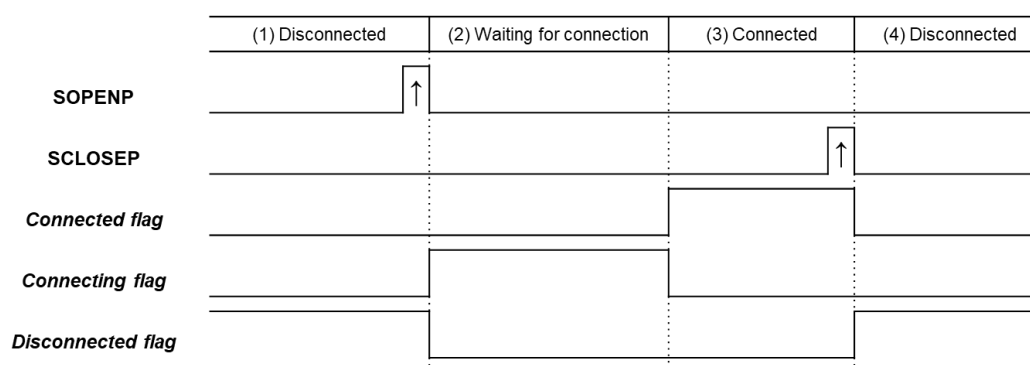 (1) Disconnected (2) Waiting for connection (3) Connected (4) Disconnected
SOPENP ↑
SCLOSEP ↑
Connected flag
Connecting flag
Disconnected flag